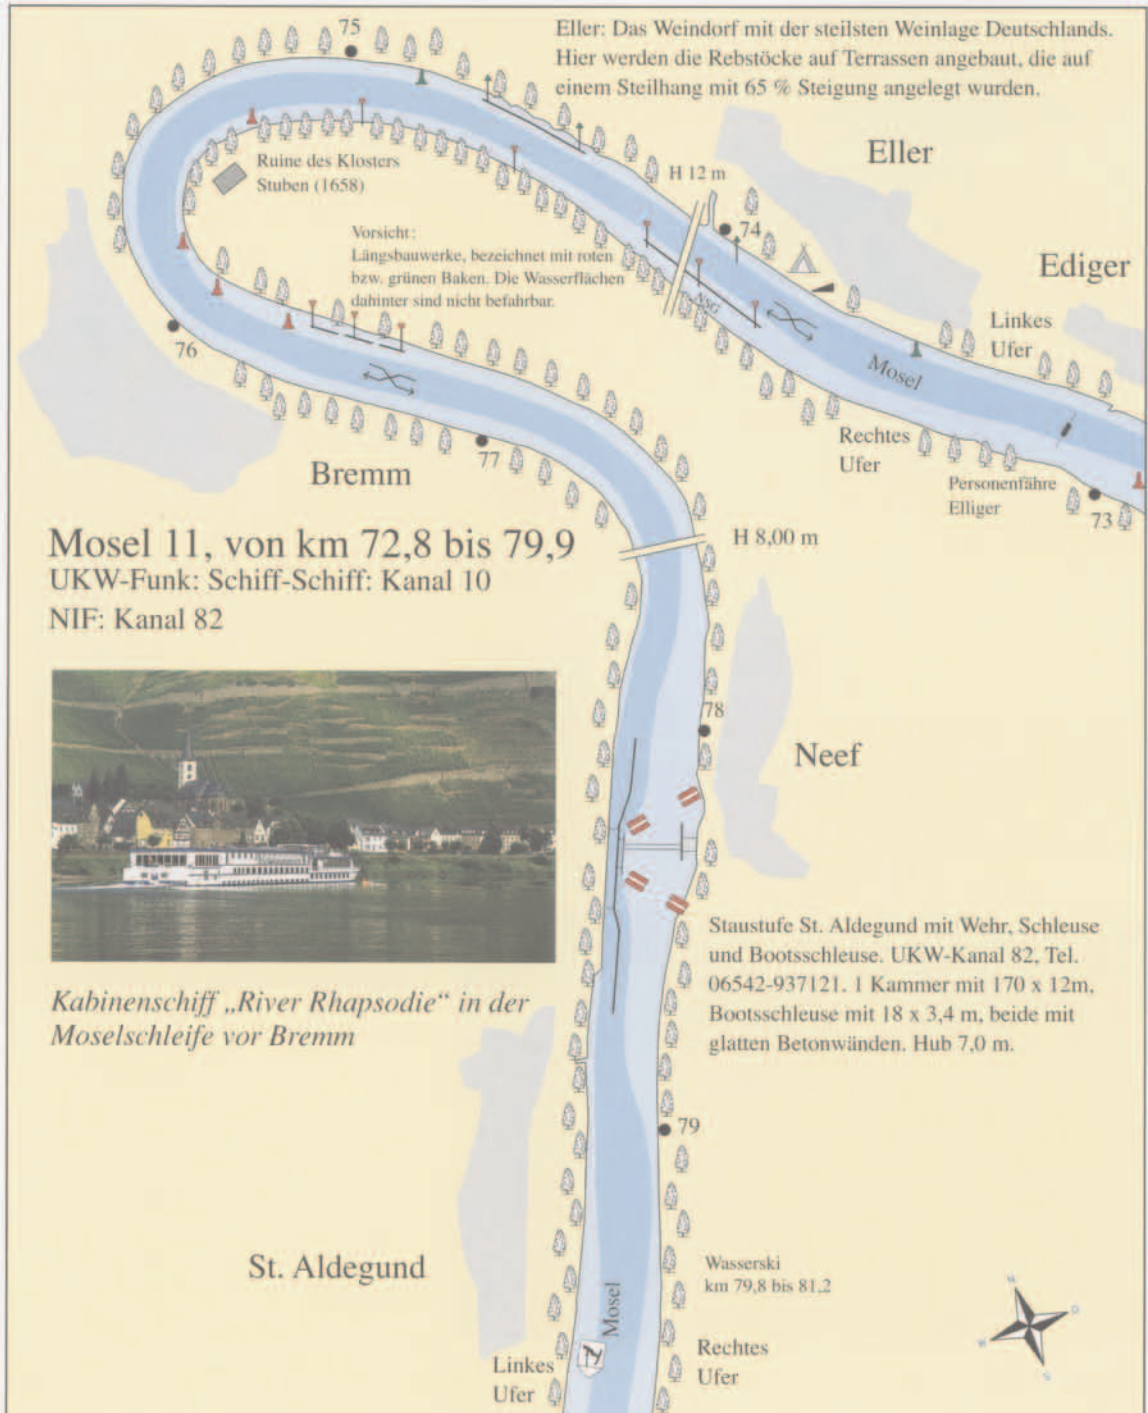 75
Eller: Das Weindorf mit der steilsten Weinlage Deutschlands.
Hier werden die Rebstöcke auf Terrassen angebaut, die auf
einem Steilhang mit 65 % Steigung angelegt wurden.
Eller
Ruine des Klosters
Stuben (1658)
H 12 m
74
Vorsicht:
Längsbauwerke, bezeichnet mit roten
bzw. grünen Baken. Die Wasserflächen
dahinter sind nicht befahrbar.
NSG
Ediger
Linkes
Ufer
76
Mosel
Rechtes
Ufer
77
Bremm
Personenfähre
Elliger
73
Mosel 11, von km 72,8 bis 79,9
UKW-Funk: Schiff-Schiff: Kanal 10
NIF: Kanal 82
H 8,00 m
78
Neef
Staustufe St. Aldegund mit Wehr, Schleuse
und Bootsschleuse. UKW-Kanal 82, Tel.
06542-937121. 1 Kammer mit 170 x 12m,
Bootsschleuse mit 18 x 3,4 m, beide mit
glatten Betonwänden. Hub 7,0 m.
Kabinenschiff „River Rhapsodie“ in der
Moselschleife vor Bremm
79
St. Aldegund
Wasserski
km 79,8 bis 81,2
Mosel
Linkes
Ufer
Rechtes
Ufer
N
O
W
S